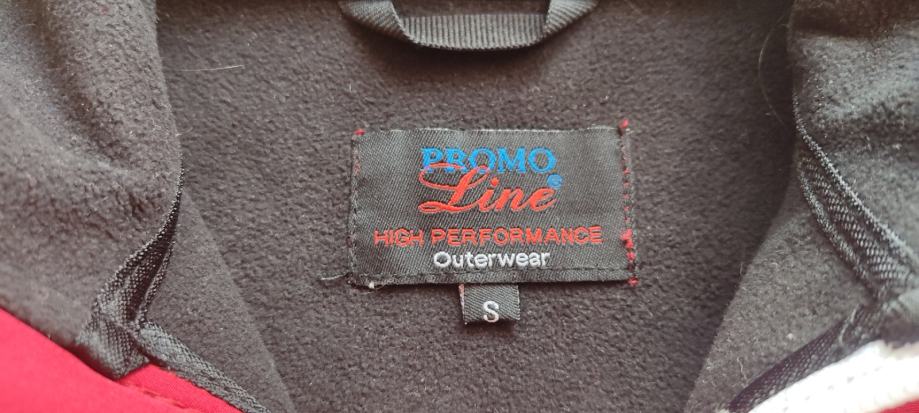 PROMO
Line
HIGH PERFORMANCE
Outerwear
S